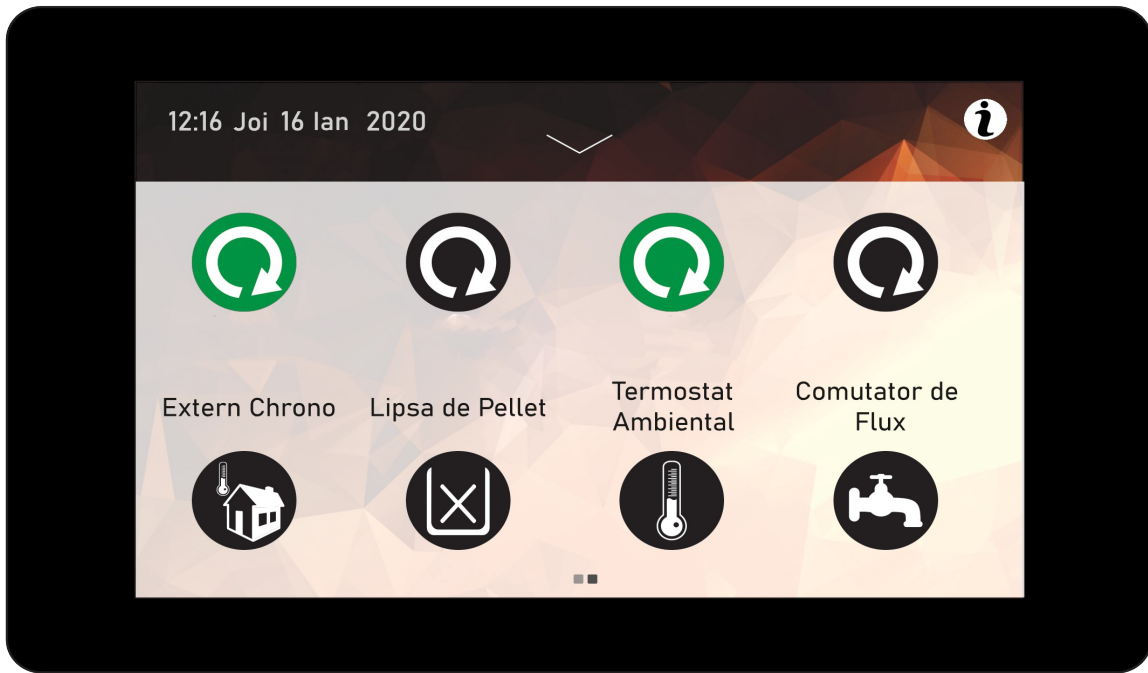 12:16 Joi 16 Ian 2020
i
Extern Chrono
Lipsa de Pellet
Termostat
Ambiental
Comutator de
Flux